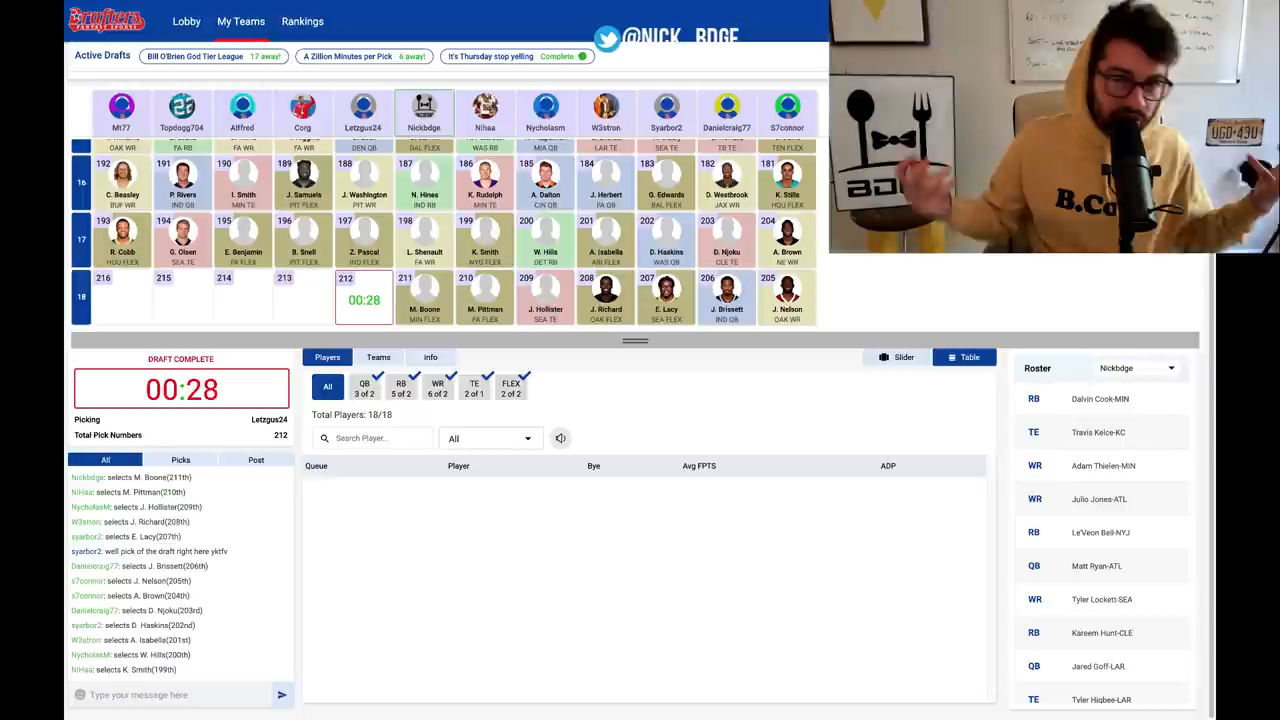 Drafters
FANTASY SPORTS
Lobby My Teams Rankings
@NICK_BDGE
Active Drafts Bill O'Brien God Tier League 17 away! A Zillion Minutes per Pick 6 away! It's Thursday stop yelling Complete
Mt77 Topdogg704 Alffred Corg Letzgus24 Nickbdge Nihaa Nycholasm W3stron Syarbor2 Danielcraig77 S7connor
OAK WR FA RB FA WR DEN QB DAL FLEX WAS RB MIA QB LAR TE SEA TE TB TE TEN FLEX
16
192 191 190 189 188 187 186 185 184 183 182 181
C. Beasley P. Rivers I. Smith J. Samuels J. Washington N. Hines K. Rudolph A. Dalton J. Herbert G. Edwards D. Westbrook K. Stills
BUF WR IND QB MIN TE PIT FLEX PIT WR IND RB MIN TE CIN QB FA QB BAL FLEX JAX WR HOU FLEX
17
193 194 195 196 197 198 199 200 201 202 203 204
R. Cobb G. Olsen E. Benjamin B. Snell Z. Pascal L. Shenault K. Smith W. Hills A. Isabella D. Haskins D. Njoku A. Brown
HOU FLEX SEA TE FA FLEX PIT FLEX IND FLEX FA WR NYG FLEX DET RB ARI FLEX WAS QB CLE TE NE WR
18
216 215 214 213 212 211 210 209 208 207 206 205
00:28 M. Boone M. Pittman J. Hollister J. Richard E. Lacy J. Brissett J. Nelson
MIN FLEX FA FLEX SEA TE OAK FLEX SEA FLEX IND QB OAK WR
DRAFT COMPLETE
00:28
Picking Letzgus24
Total Pick Numbers 212
All Picks Post
Nickbdge: selects M. Boone(211th)
NiHaa: selects M. Pittman(210th)
NycholasM: selects J. Hollister(209th)
W3stron: selects J. Richard(208th)
syarbor2: selects E. Lacy(207th)
syarbor2: well pick of the draft right here yktfv
Danielcraig77: selects J. Brissett(206th)
s7connor: selects J. Nelson(205th)
s7connor: selects A. Brown(204th)
Danielcraig77: selects D. Njoku(203rd)
syarbor2: selects D. Haskins(202nd)
W3stron: selects A. Isabella(201st)
NycholasM: selects W. Hills(200th)
NiHaa: selects K. Smith(199th)
Type your message here
Players Teams Info Slider Table
All QB RB WR TE FLEX
3 of 2 5 of 2 6 of 2 2 of 1 2 of 2
Total Players: 18/18
Search Player... All
Queue Player Bye Avg FPTS ADP
Roster Nickbdge
RB Dalvin Cook-MIN
TE Travis Kelce-KC
WR Adam Thielen-MIN
WR Julio Jones-ATL
RB Le'Veon Bell-NYJ
QB Matt Ryan-ATL
WR Tyler Lockett-SEA
RB Kareem Hunt-CLE
QB Jared Goff-LAR
TE Tyler Higbee-LAR